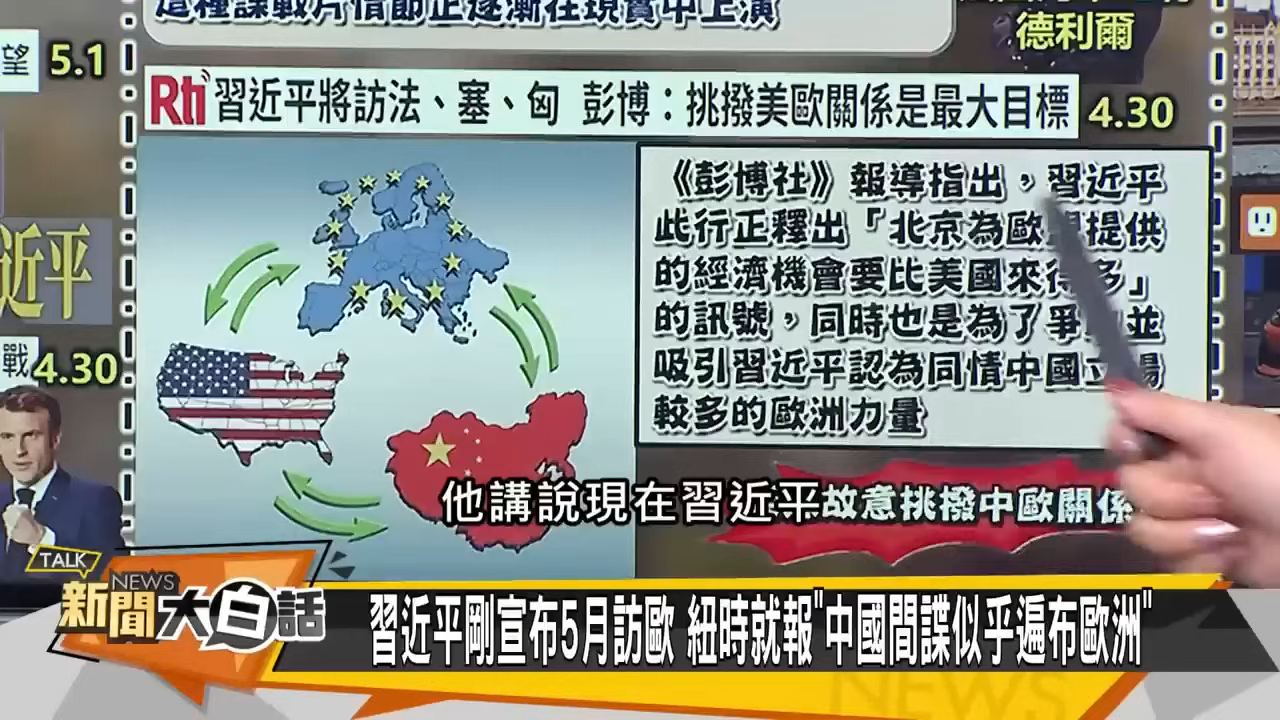 這種諜戰片情節正逐漸在現實中上演
德利爾
望 5.1
Rti 習近平將訪法、塞、匈 彭博：挑撥美歐關係是最大目標 4.30
《彭博社》報導指出，習近平
此行正釋出「北京為歐 提供
的經濟機會要比美國來得多」
的訊號，同時也是為了爭 並
吸引習近平認為同情中國立場
較多的歐洲力量
近平
戰 4.30
他講說現在習近平
故意挑撥中歐關係
TALK
NEWS
新聞大白話
習近平剛宣布5月訪歐 紐時就報"中國間諜似乎遍布歐洲"
NEWS